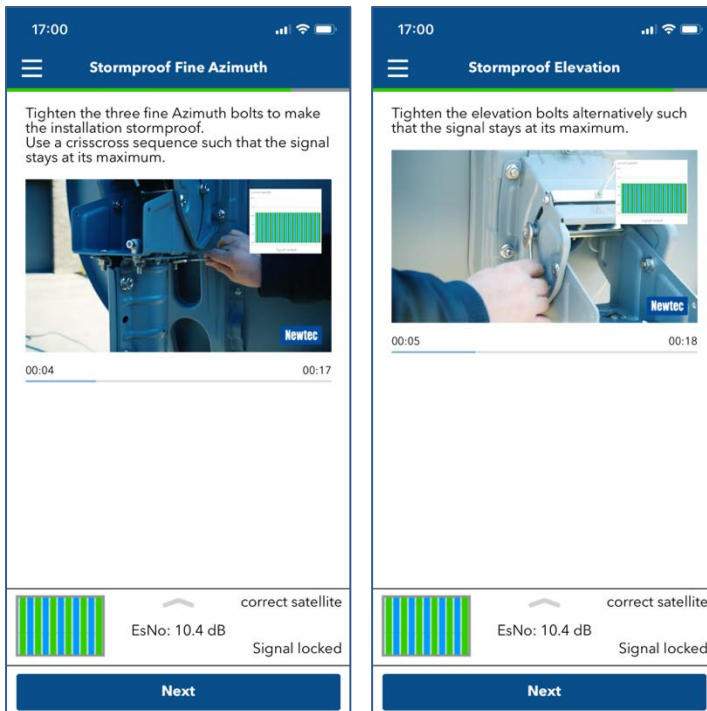 17:00
Stormproof Fine Azimuth
Tighten the three fine Azimuth bolts to make
the installation stormproof.
Use a crisscross sequence such that the signal
stays at its maximum.
Newtec
00:04 00:17
correct satellite
EsNo: 10.4 dB
Signal locked
Next
17:00
Stormproof Elevation
Tighten the elevation bolts alternatively such
that the signal stays at its maximum.
Newtec
00:05 00:18
correct satellite
EsNo: 10.4 dB
Signal locked
Next